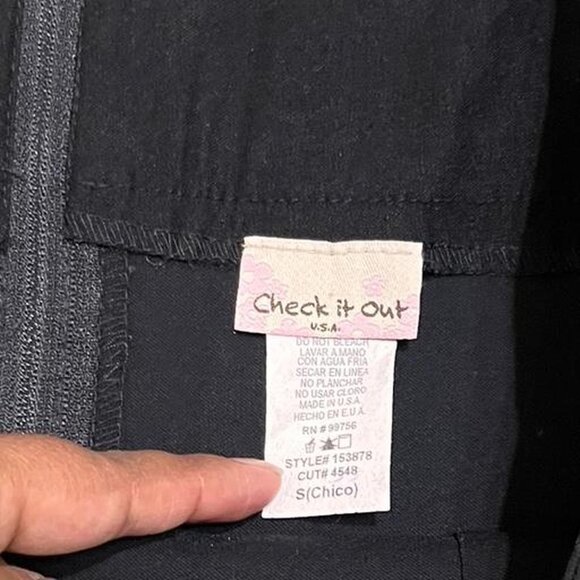 Check it Out
U.S.A.
DO NOT BLEACH
LAVAR A MANO
CON AGUA FRIA
SECAR EN LINEA
NO PLANCHAR
NO USAR CLORO
MADE IN U.S.A.
HECHO EN E.U.A.
RN # 99756
STYLE# 153878
CUT# 4548
S(Chico)